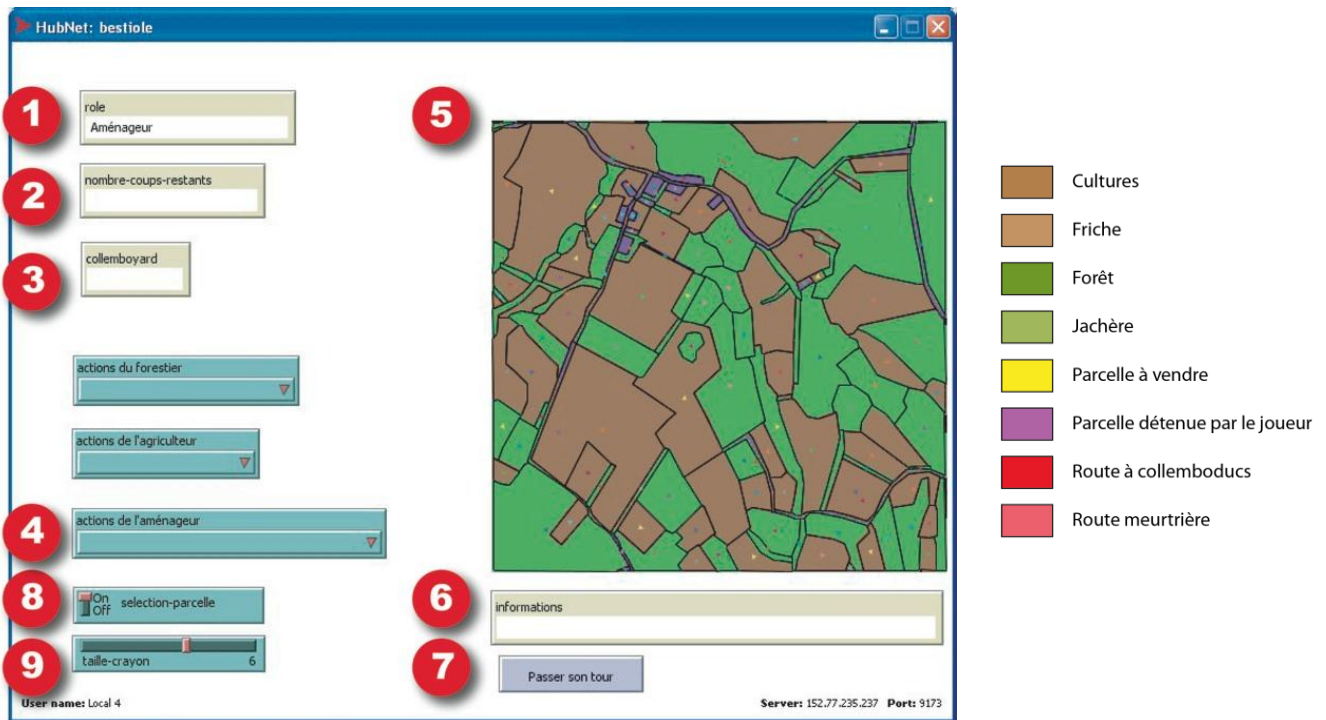 HubNet: bestiole
1
role
Aménageur
2
nombre-coups-restants
3
collemboyard
actions du forestier
actions de l'agriculteur
4
actions de l'aménageur
8
On
Off
selection-parcelle
9
taille-crayon 6
User name: Local 4
5
6
informations
7
Passer son tour
Server: 152.77.235.237 Port: 9173
Cultures
Friche
Forêt
Jachère
Parcelle à vendre
Parcelle détenue par le joueur
Route à collemboducs
Route meurtrière